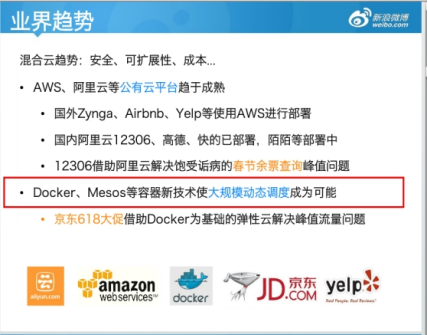 业界趋势
新浪微博
weibo.com
混合云趋势：安全、可扩展性、成本...
• AWS、阿里云等公有云平台趋于成熟
• 国外Zynga、Airbnb、Yelp等使用AWS进行部署
• 国内阿里云12306、高德、快的已部署，陌陌等部署中
• 12306借助阿里云解决饱受诟病的春节余票查询峰值问题
• Docker、Mesos等容器新技术使大规模动态调度成为可能
• 京东618大促借助Docker为基础的弹性云解决峰值流量问题
aliyun.com
amazon
webservices™
docker
京东
JD.COM
yelp
Real People. Real Reviews.®